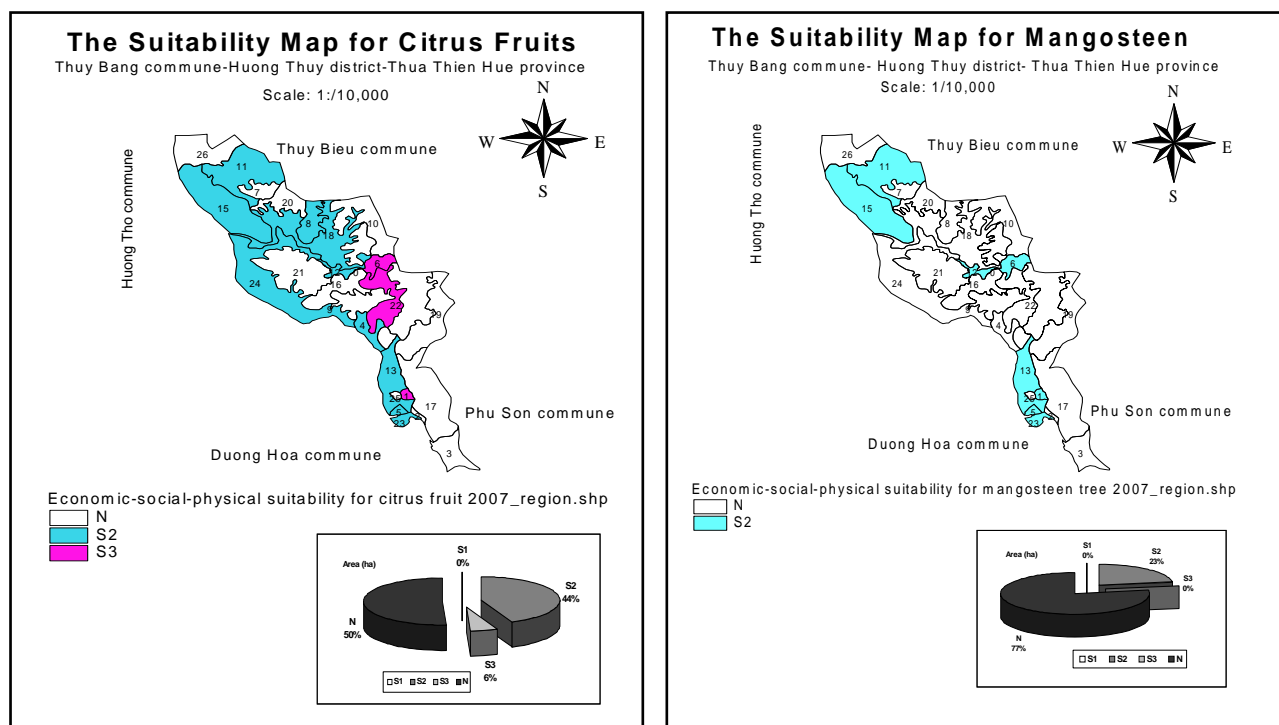 The Suitability Map for Citrus Fruits
Thuy Bang commune-Huong Thuy district-Thua Thien Hue province
Scale: 1:/10,000
N
W
E
S
Thuy Bieu commune
Huong Tho commune
26
11
7
20
15
8
18
10
6
21
16
24
22
9
19
4
13
1
25
5
23
17
3
Phu Son commune
Duong Hoa commune
Economic-social-physical suitability for citrus fruit 2007_region.shp
N
S2
S3
Area (ha)
S1
0%
S2
44%
N
50%
S3
6%
S1 S2 S3 N
The Suitability Map for Mangosteen
Thuy Bang commune- Huong Thuy district- Thua Thien Hue province
Scale: 1/10,000
N
W
E
S
Thuy Bieu commune
Huong Tho commune
26
11
7
20
15
8
18
10
6
21
16
24
22
9
19
4
13
1
25
5
23
17
3
Phu Son commune
Duong Hoa commune
Economic-social-physical suitability for mangosteen tree 2007_region.shp
N
S2
Area (ha)
S1
0%
S2
23%
S3
0%
N
77%
S1 S2 S3 N